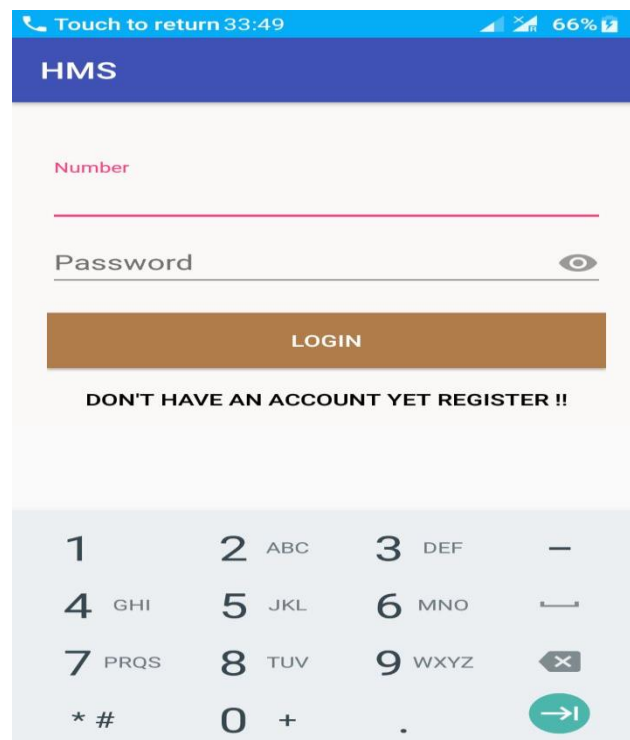 Touch to return 33:49 66%
HMS
Number
Password
LOGIN
DON'T HAVE AN ACCOUNT YET REGISTER !!
1 2 ABC 3 DEF –
4 GHI 5 JKL 6 MNO
7 PRQS 8 TUV 9 WXYZ
* # 0 + .